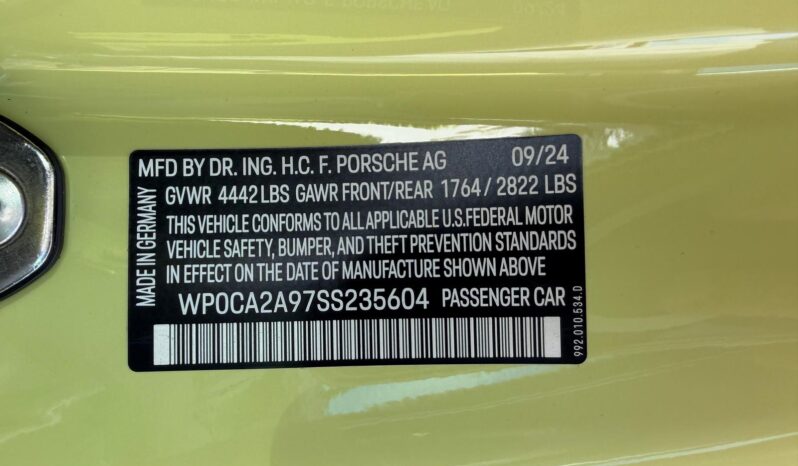 MFD BY DR. ING. H.C. F. PORSCHE AG 09/24
GVWR 4442 LBS GAWR FRONT/REAR 1764 / 2822 LBS
THIS VEHICLE CONFORMS TO ALL APPLICABLE U.S.FEDERAL MOTOR
VEHICLE SAFETY, BUMPER, AND THEFT PREVENTION STANDARDS
IN EFFECT ON THE DATE OF MANUFACTURE SHOWN ABOVE
WP0CA2A97SS235604 PASSENGER CAR
MADE IN GERMANY
992.010.534.D